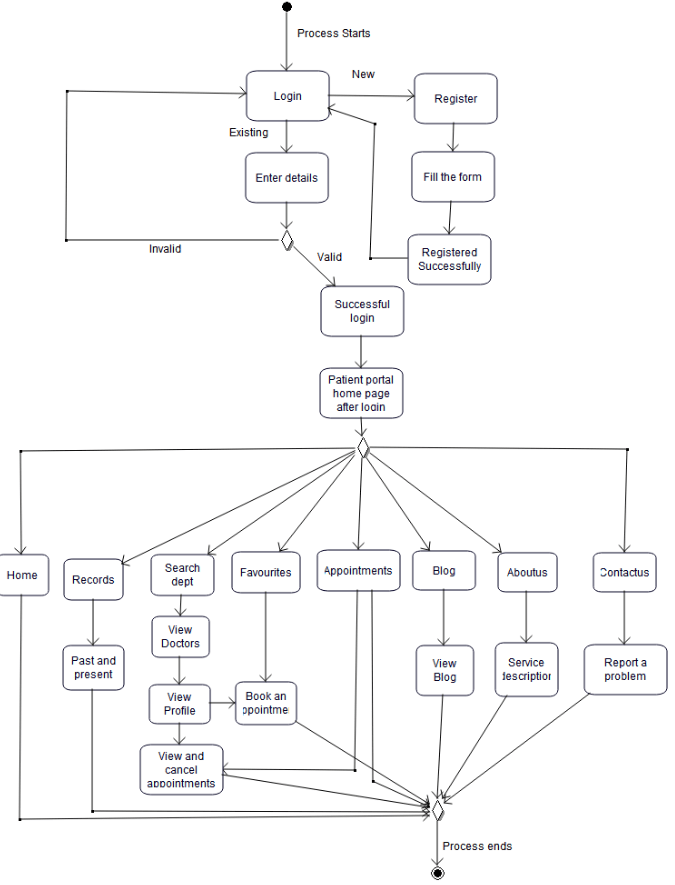 Process Starts
New
Login
Register
Existing
Enter details
Fill the form
Invalid
Valid
Registered
Successfully
Successful
login
Patient portal
home page
after login
Home
Records
Search
dept
Favourites
Appointments
Blog
Aboutus
Contactus
View
Doctors
Past and
present
View
Blog
Service
description
Report a
problem
View
Profile
Book an
ppointme
View and
cancel
appointments
Process ends